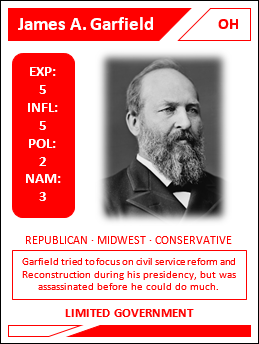 James A. Garfield
OH
EXP:
5
INFL:
5
POL:
2
NAM:
3
REPUBLICAN · MIDWEST · CONSERVATIVE
Garfield tried to focus on civil service reform and
Reconstruction during his presidency, but was
assassinated before he could do much.
LIMITED GOVERNMENT